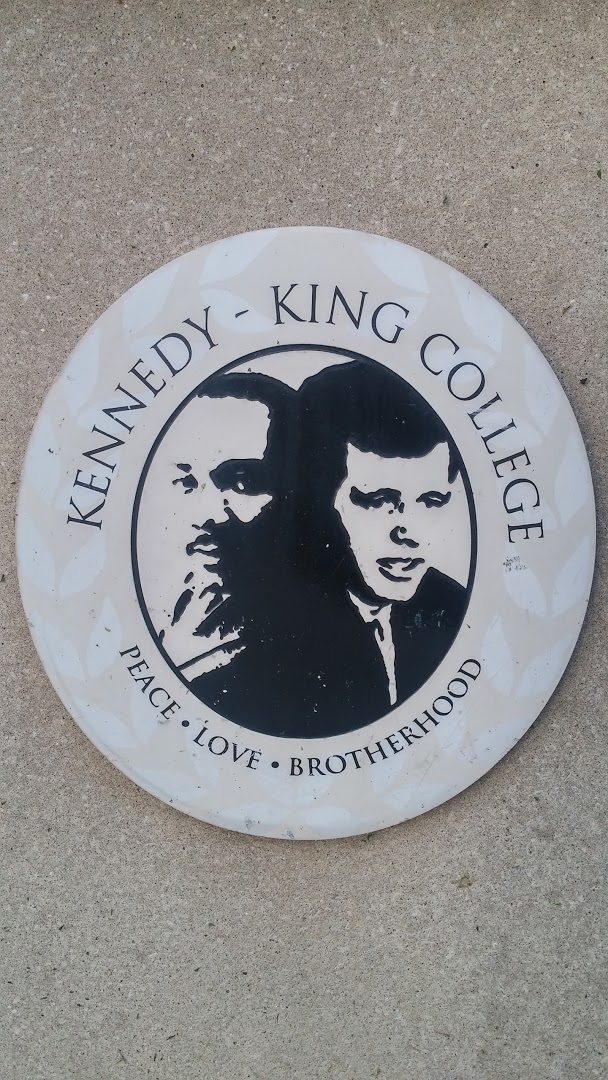 KENNEDY - KING COLLEGE
PEACE • LOVE • BROTHERHOOD